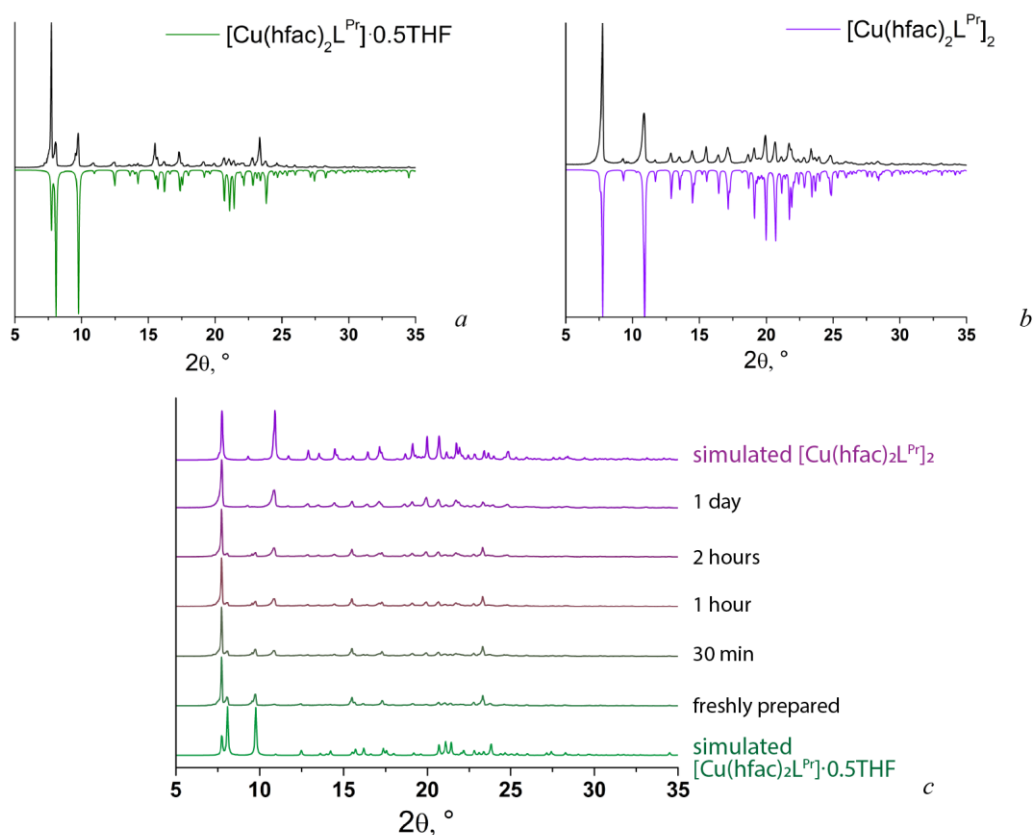 [Cu(hfac)₂Lᴾʳ]·0.5THF
5 10 15 20 25 30 35
2θ, °
a
[Cu(hfac)₂Lᴾʳ]₂
5 10 15 20 25 30 35
2θ, °
b
simulated [Cu(hfac)₂Lᴾʳ]₂
1 day
2 hours
1 hour
30 min
freshly prepared
simulated
[Cu(hfac)₂Lᴾʳ]·0.5THF
5 10 15 20 25 30 35
2θ, °
c